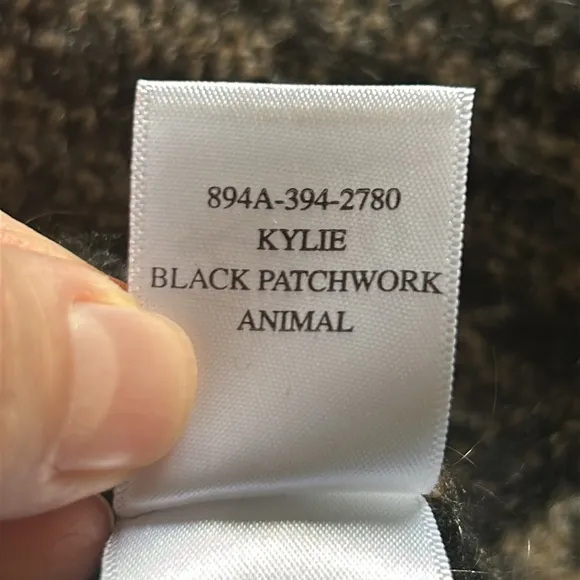 894A-394-2780
KYLIE
BLACK PATCHWORK
ANIMAL